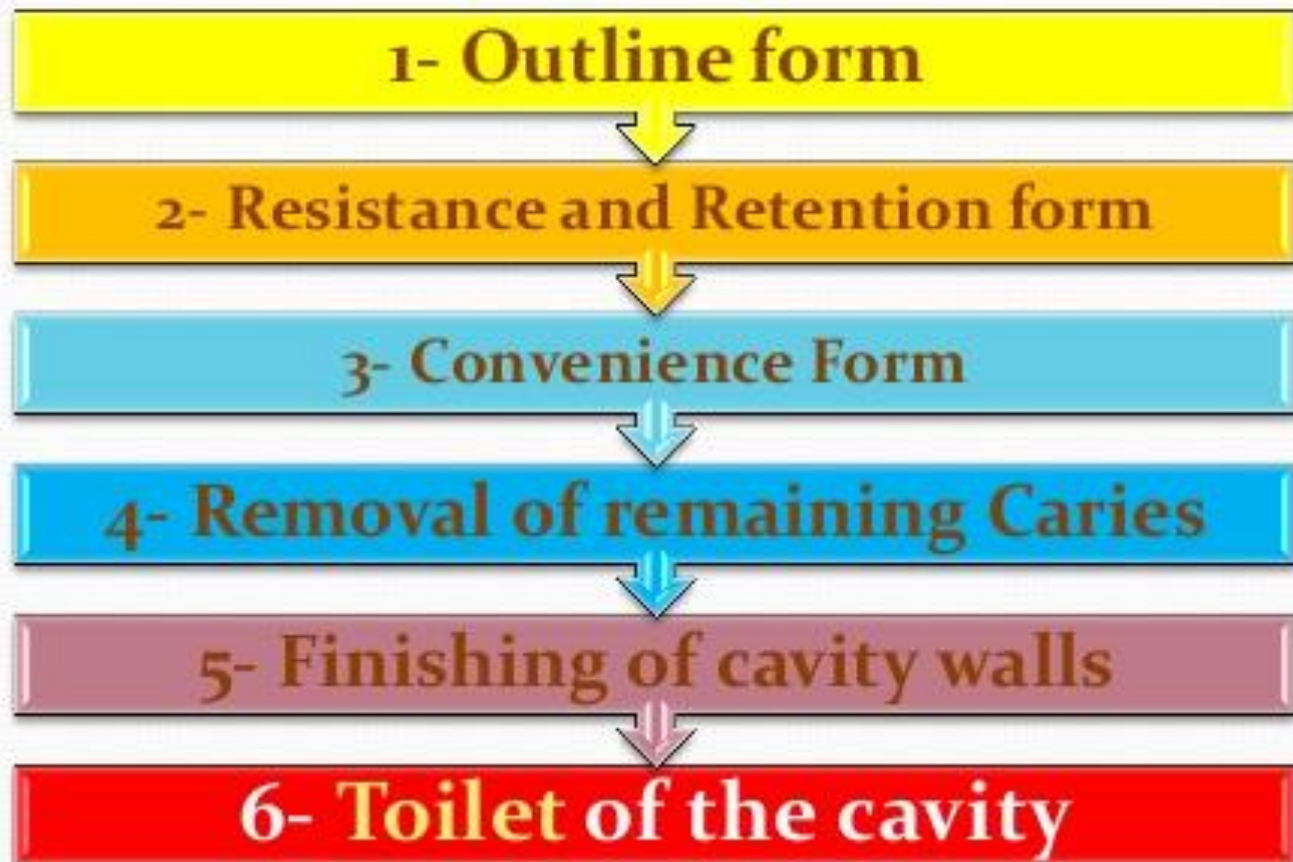 1- Outline form
2- Resistance and Retention form
3- Convenience Form
4- Removal of remaining Caries
5- Finishing of cavity walls
6- Toilet of the cavity